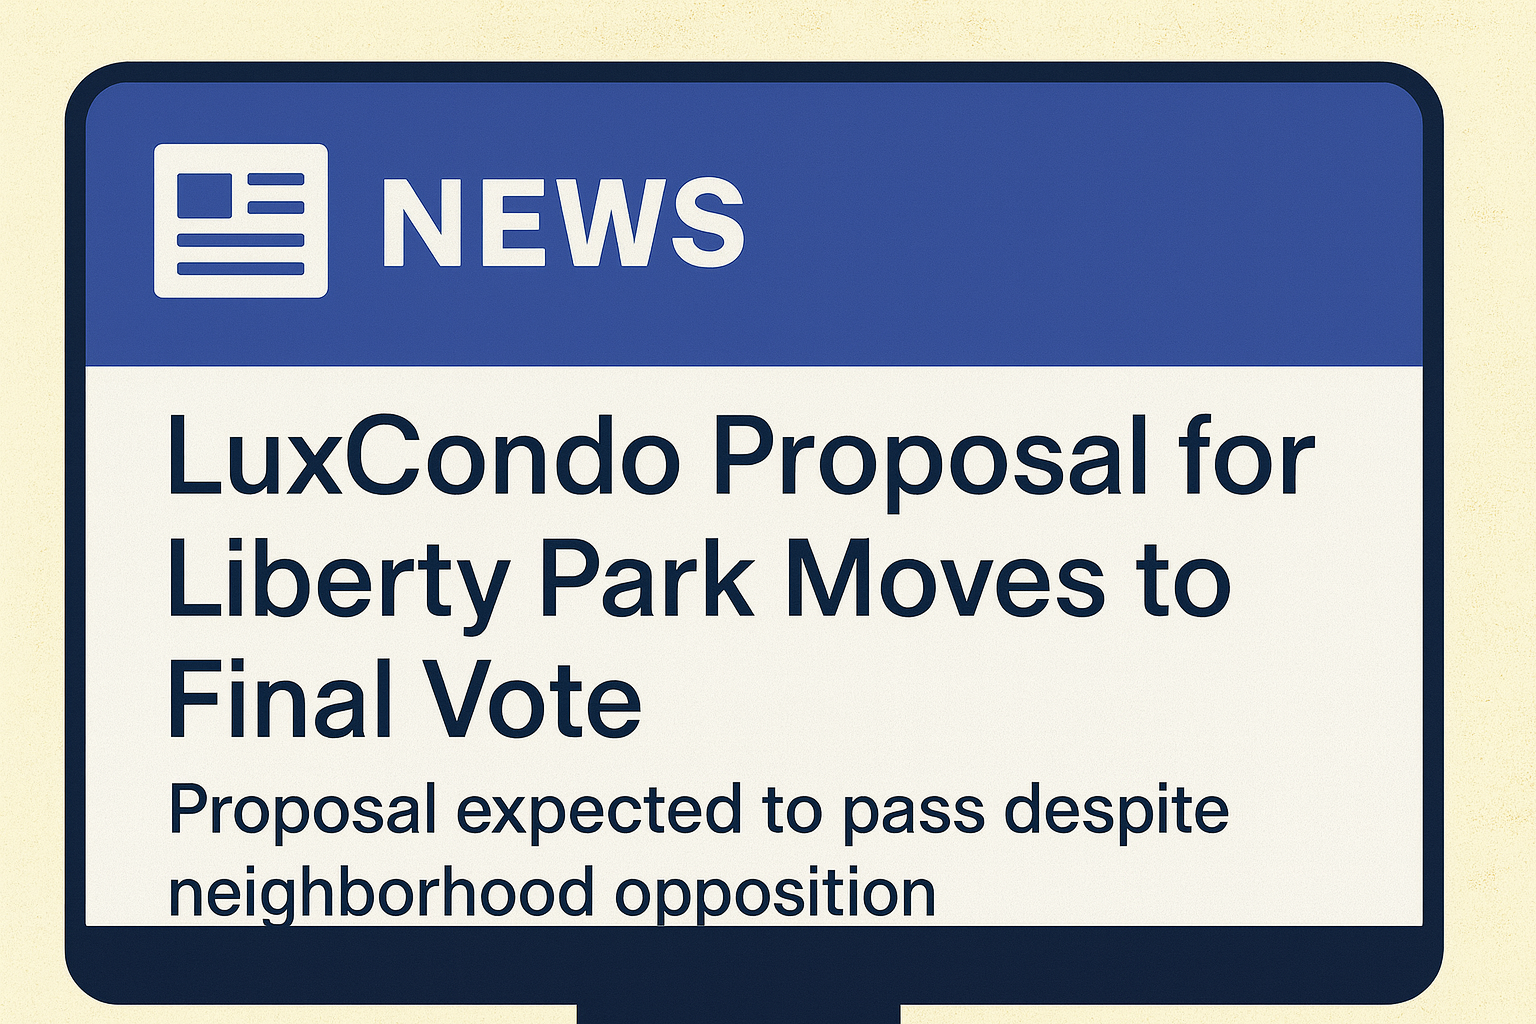 NEWS
LuxCondo Proposal for
Liberty Park Moves to
Final Vote
Proposal expected to pass despite
neighborhood opposition